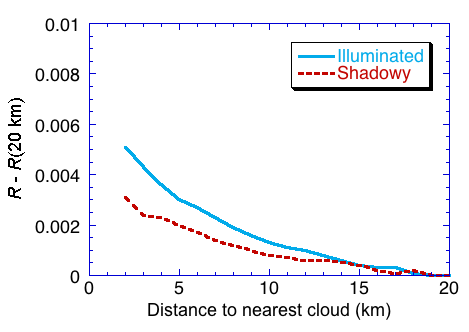 0.01
0.008
0.006
0.004
0.002
0
R - R(20 km)
Illuminated
Shadowy
0 5 10 15 20
Distance to nearest cloud (km)